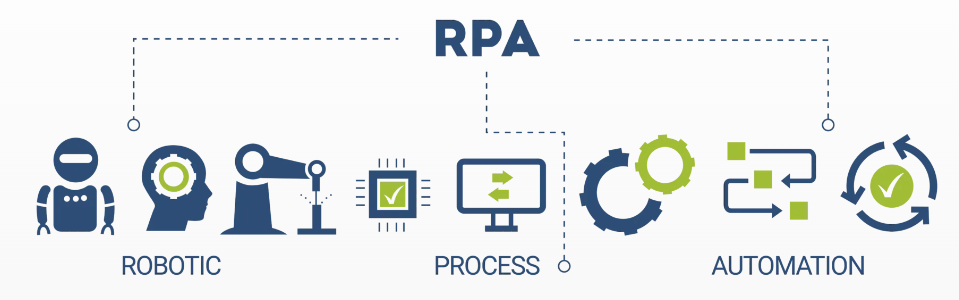 RPA
ROBOTIC
PROCESS
AUTOMATION